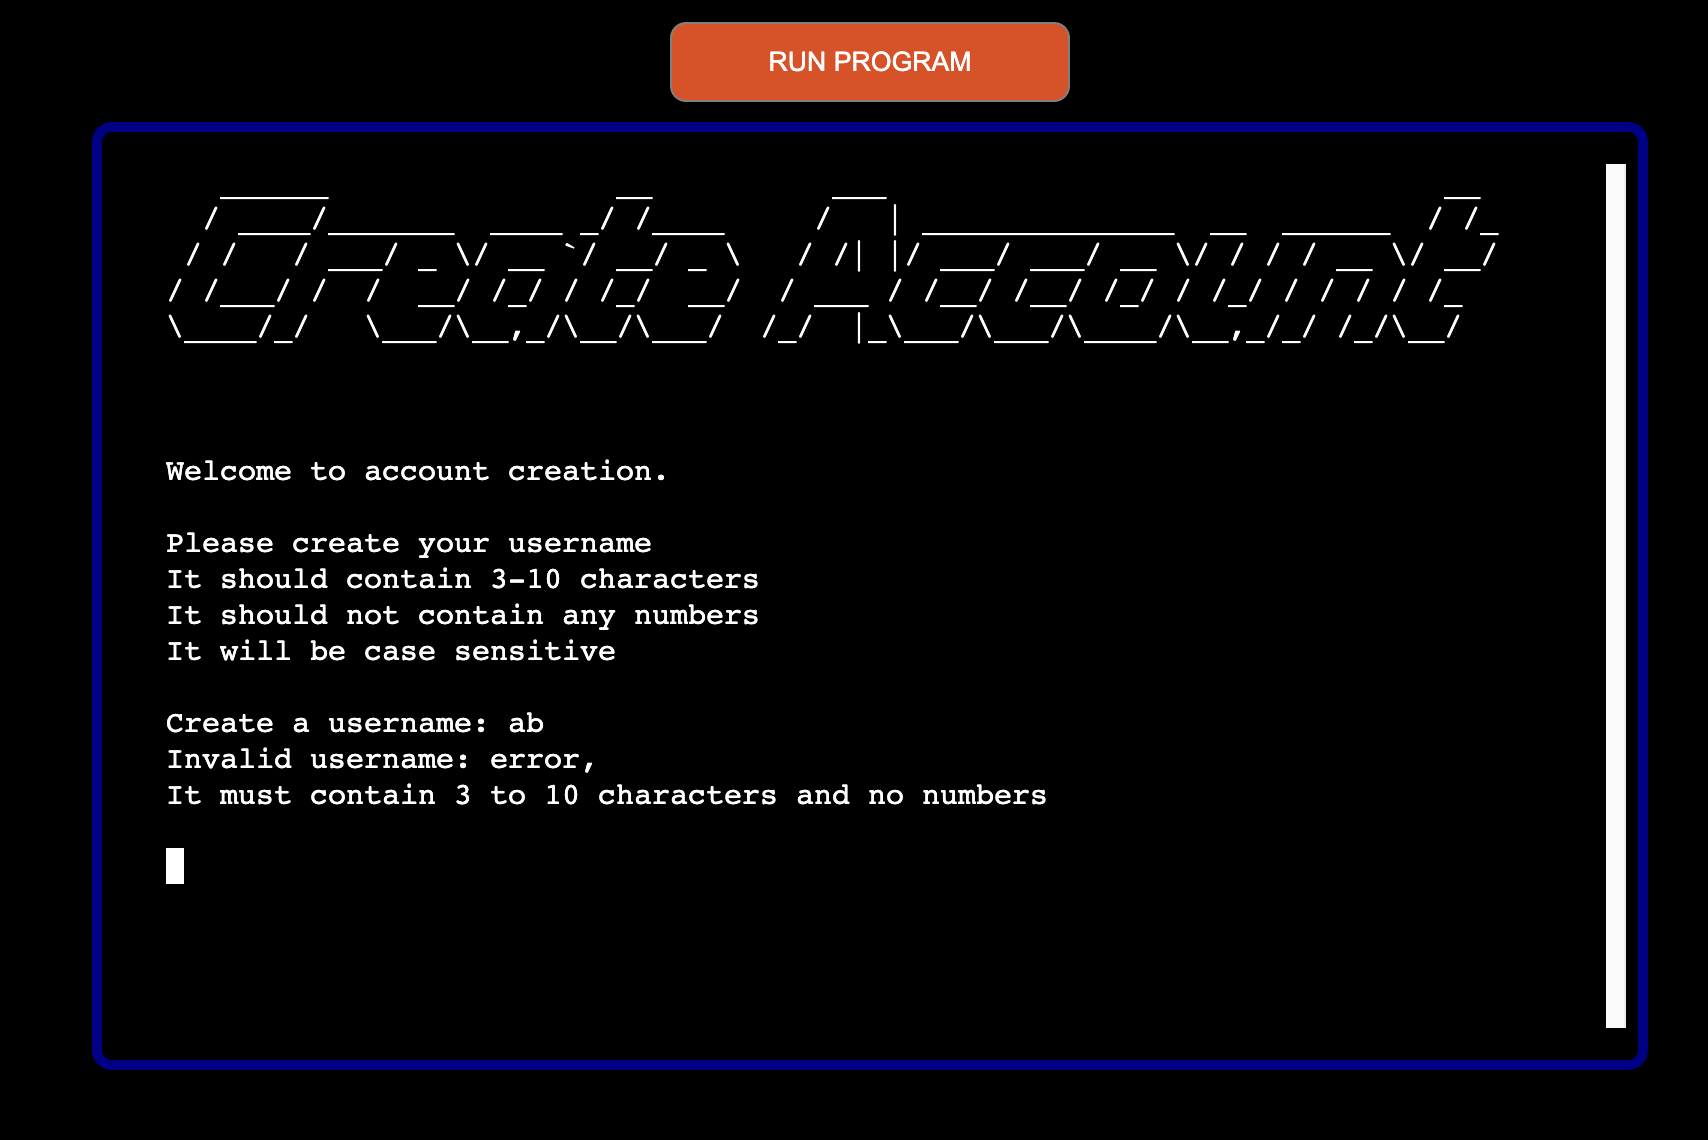 RUN PROGRAM
Create Account
Welcome to account creation.
Please create your username
It should contain 3-10 characters
It should not contain any numbers
It will be case sensitive
Create a username: ab
Invalid username: error,
It must contain 3 to 10 characters and no numbers